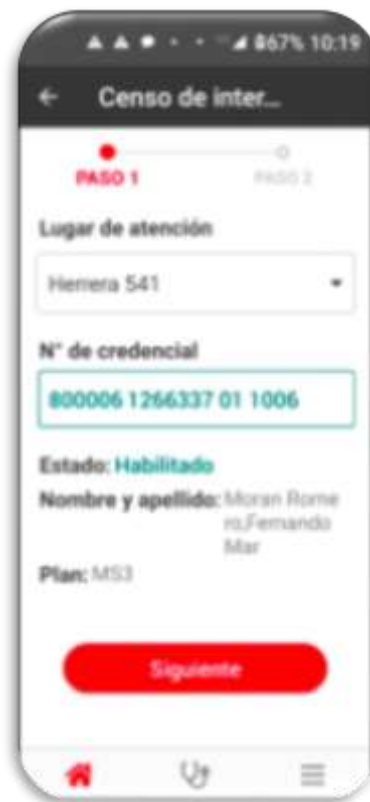 67% 10:19
Censo de inter...
PASO 1 PASO 2
Lugar de atención
Herrera 541
N° de credencial
800006 1266337 01 1006
Estado: Habilitado
Nombre y apellido: Moran Rome
ro,Fernando
Mar
Plan: MS3
Siguiente